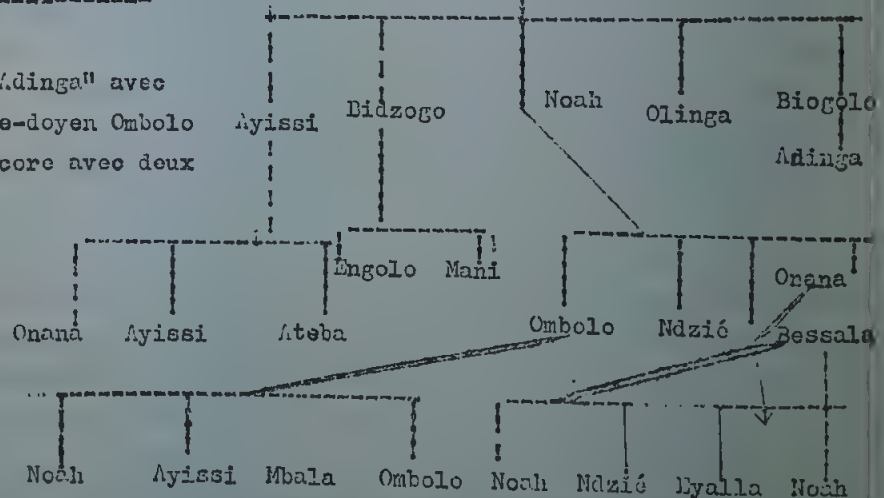 Adinga" avec
e-doyen Ombolo
core avec deux
Ayissi Bidzogo Noah Olinga Biogolo
Adinga
Engolo Mani Onana
Onana Ayissi Ateba Ombolo Ndzié Bessala
Noah Ayissi Mbala Ombolo Noah Ndzié Eyalla Noah